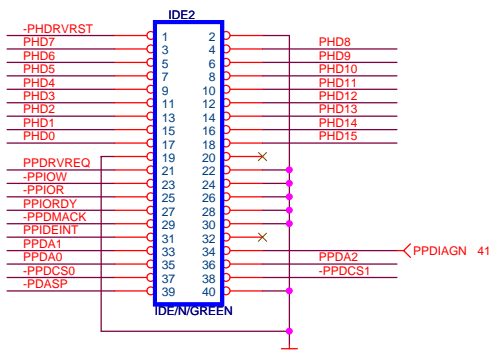 IDE2
-PHDRVRST 1 2
PHD7 3 4 PHD8
PHD6 5 6 PHD9
PHD5 7 8 PHD10
PHD4 9 10 PHD11
PHD3 11 12 PHD12
PHD2 13 14 PHD13
PHD1 15 16 PHD14
PHD0 17 18 PHD15
19 20
PPDRVREQ 21 22
-PPIOW 23 24
-PPIOR 25 26
PPIORDY 27 28
-PPDMACK 29 30
PPIDEINT 31 32
PPDA1 33 34 PPDIAGN 41
PPDA0 35 36 PPDA2
-PPDCS0 37 38 -PPDCS1
-PDASP 39 40
IDE/N/GREEN